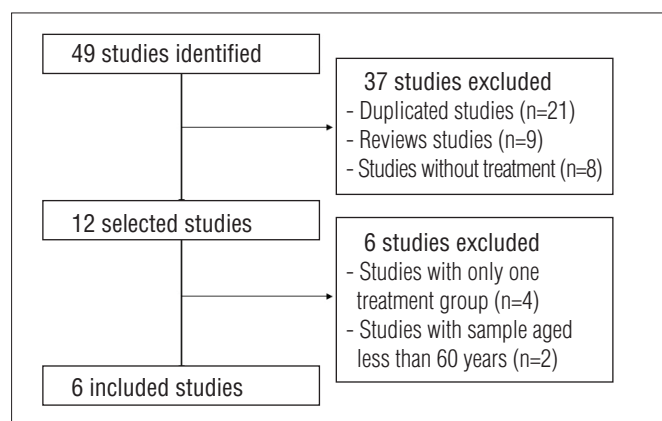 49 studies identified
37 studies excluded
- Duplicated studies (n=21)
- Reviews studies (n=9)
- Studies without treatment (n=8)
12 selected studies
6 studies excluded
- Studies with only one
treatment group (n=4)
- Studies with sample aged
less than 60 years (n=2)
6 included studies